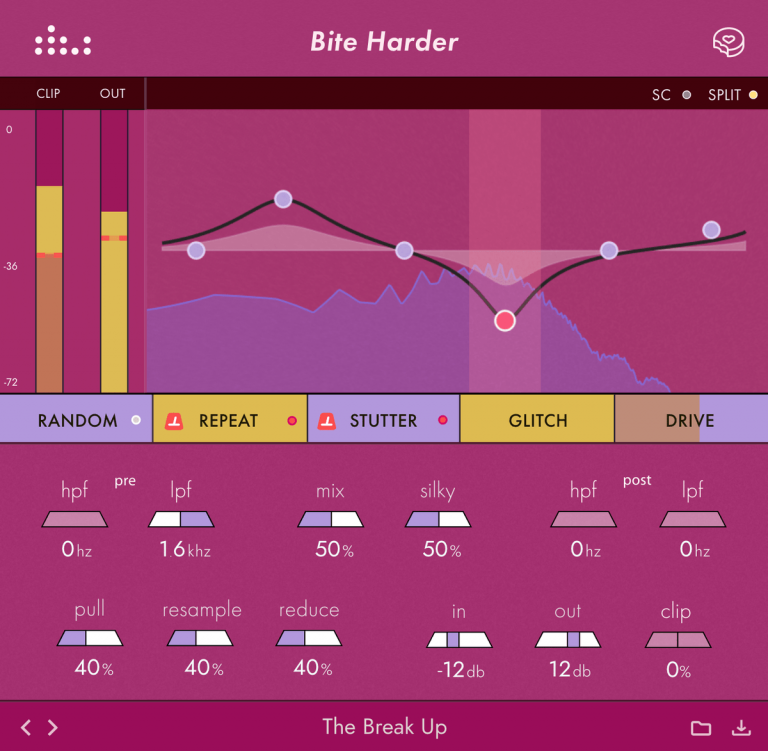 Bite Harder
CLIP OUT SC SPLIT
0
-36
-72
RANDOM REPEAT STUTTER GLITCH DRIVE
hpf pre lpf mix silky hpf post lpf
0hz 1.6khz 50% 50% 0hz 0hz
pull resample reduce in out clip
40% 40% 40% -12db 12db 0%
The Break Up